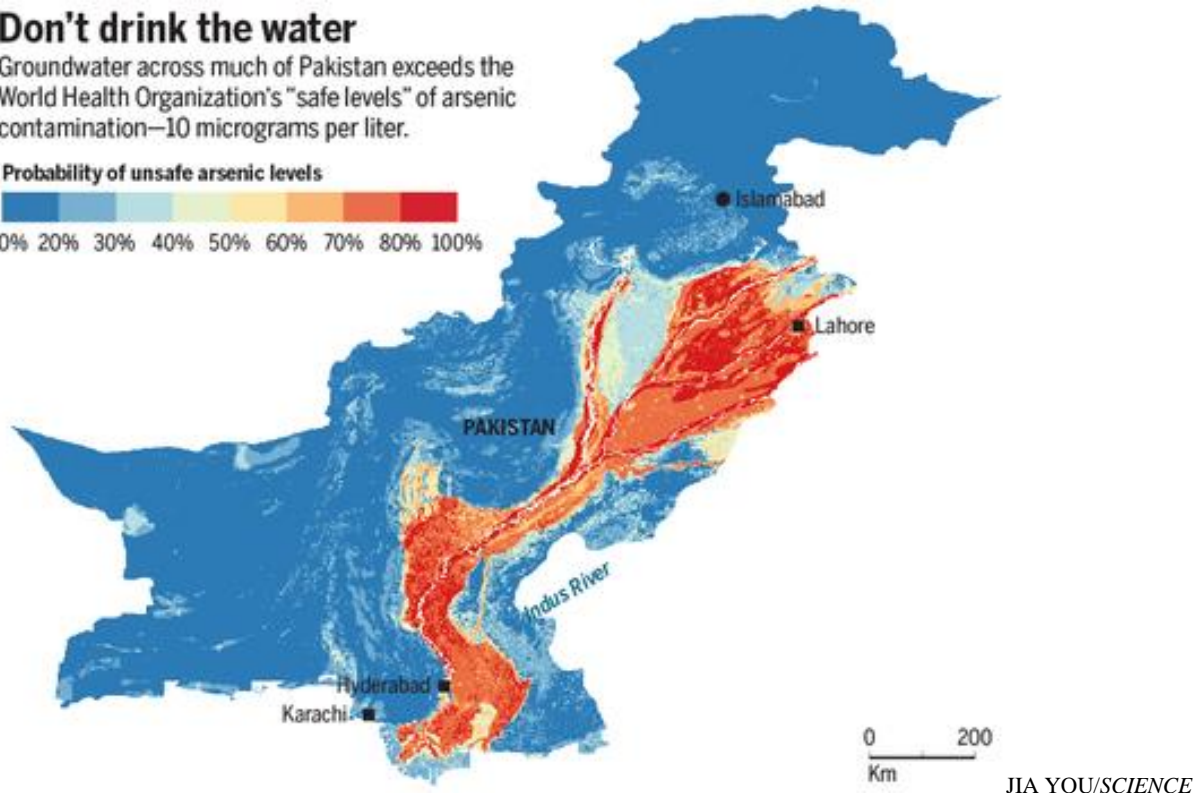 Don't drink the water
Groundwater across much of Pakistan exceeds the
World Health Organization's "safe levels" of arsenic
contamination—10 micrograms per liter.
Probability of unsafe arsenic levels
0% 20% 30% 40% 50% 60% 70% 80% 100%
Islamabad
Lahore
PAKISTAN
Indus River
Hyderabad
Karachi
0 200
Km
JIA YOU/SCIENCE